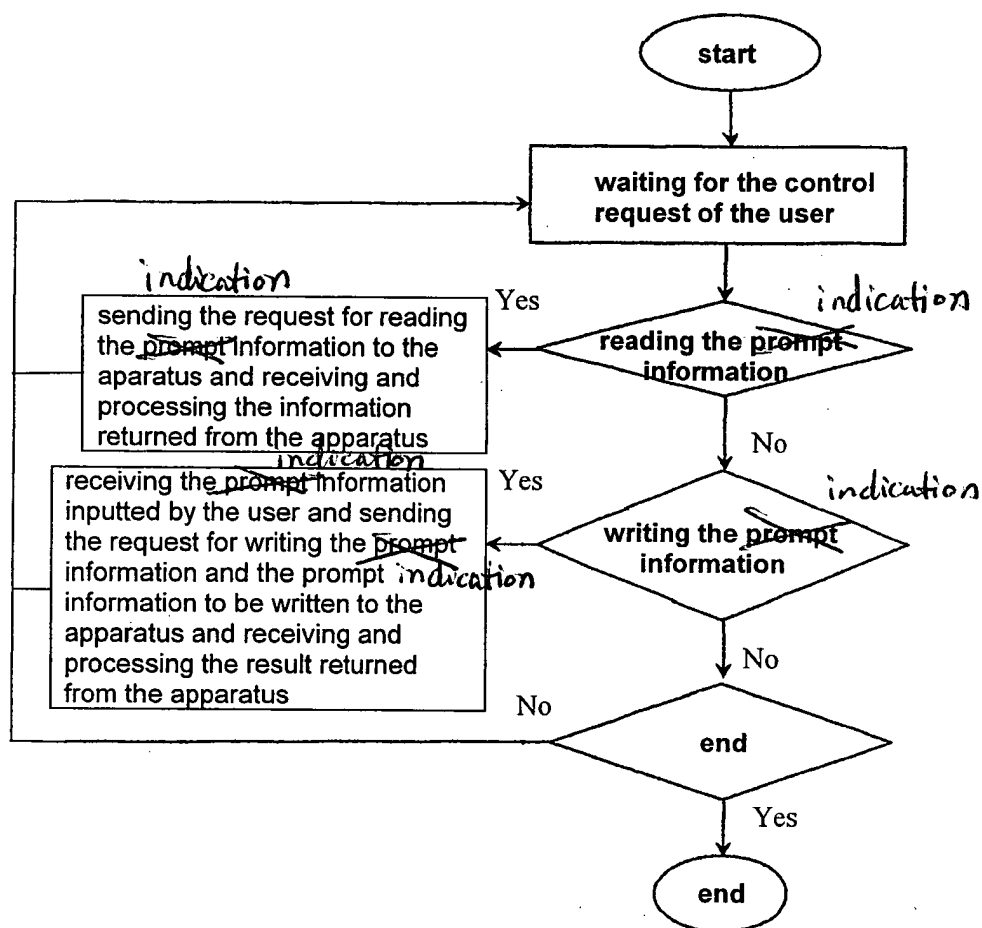 start
waiting for the control
request of the user
indication
sending the request for reading
the prompt information to the
aparatus and receiving and
processing the information
returned from the apparatus
Yes
indication
reading the prompt
information
No
indication
receiving the prompt information
inputted by the user and sending
the request for writing the prompt
information and the prompt indication
information to be written to the
apparatus and receiving and
processing the result returned
from the apparatus
Yes
indication
writing the prompt
information
No
No
end
Yes
end